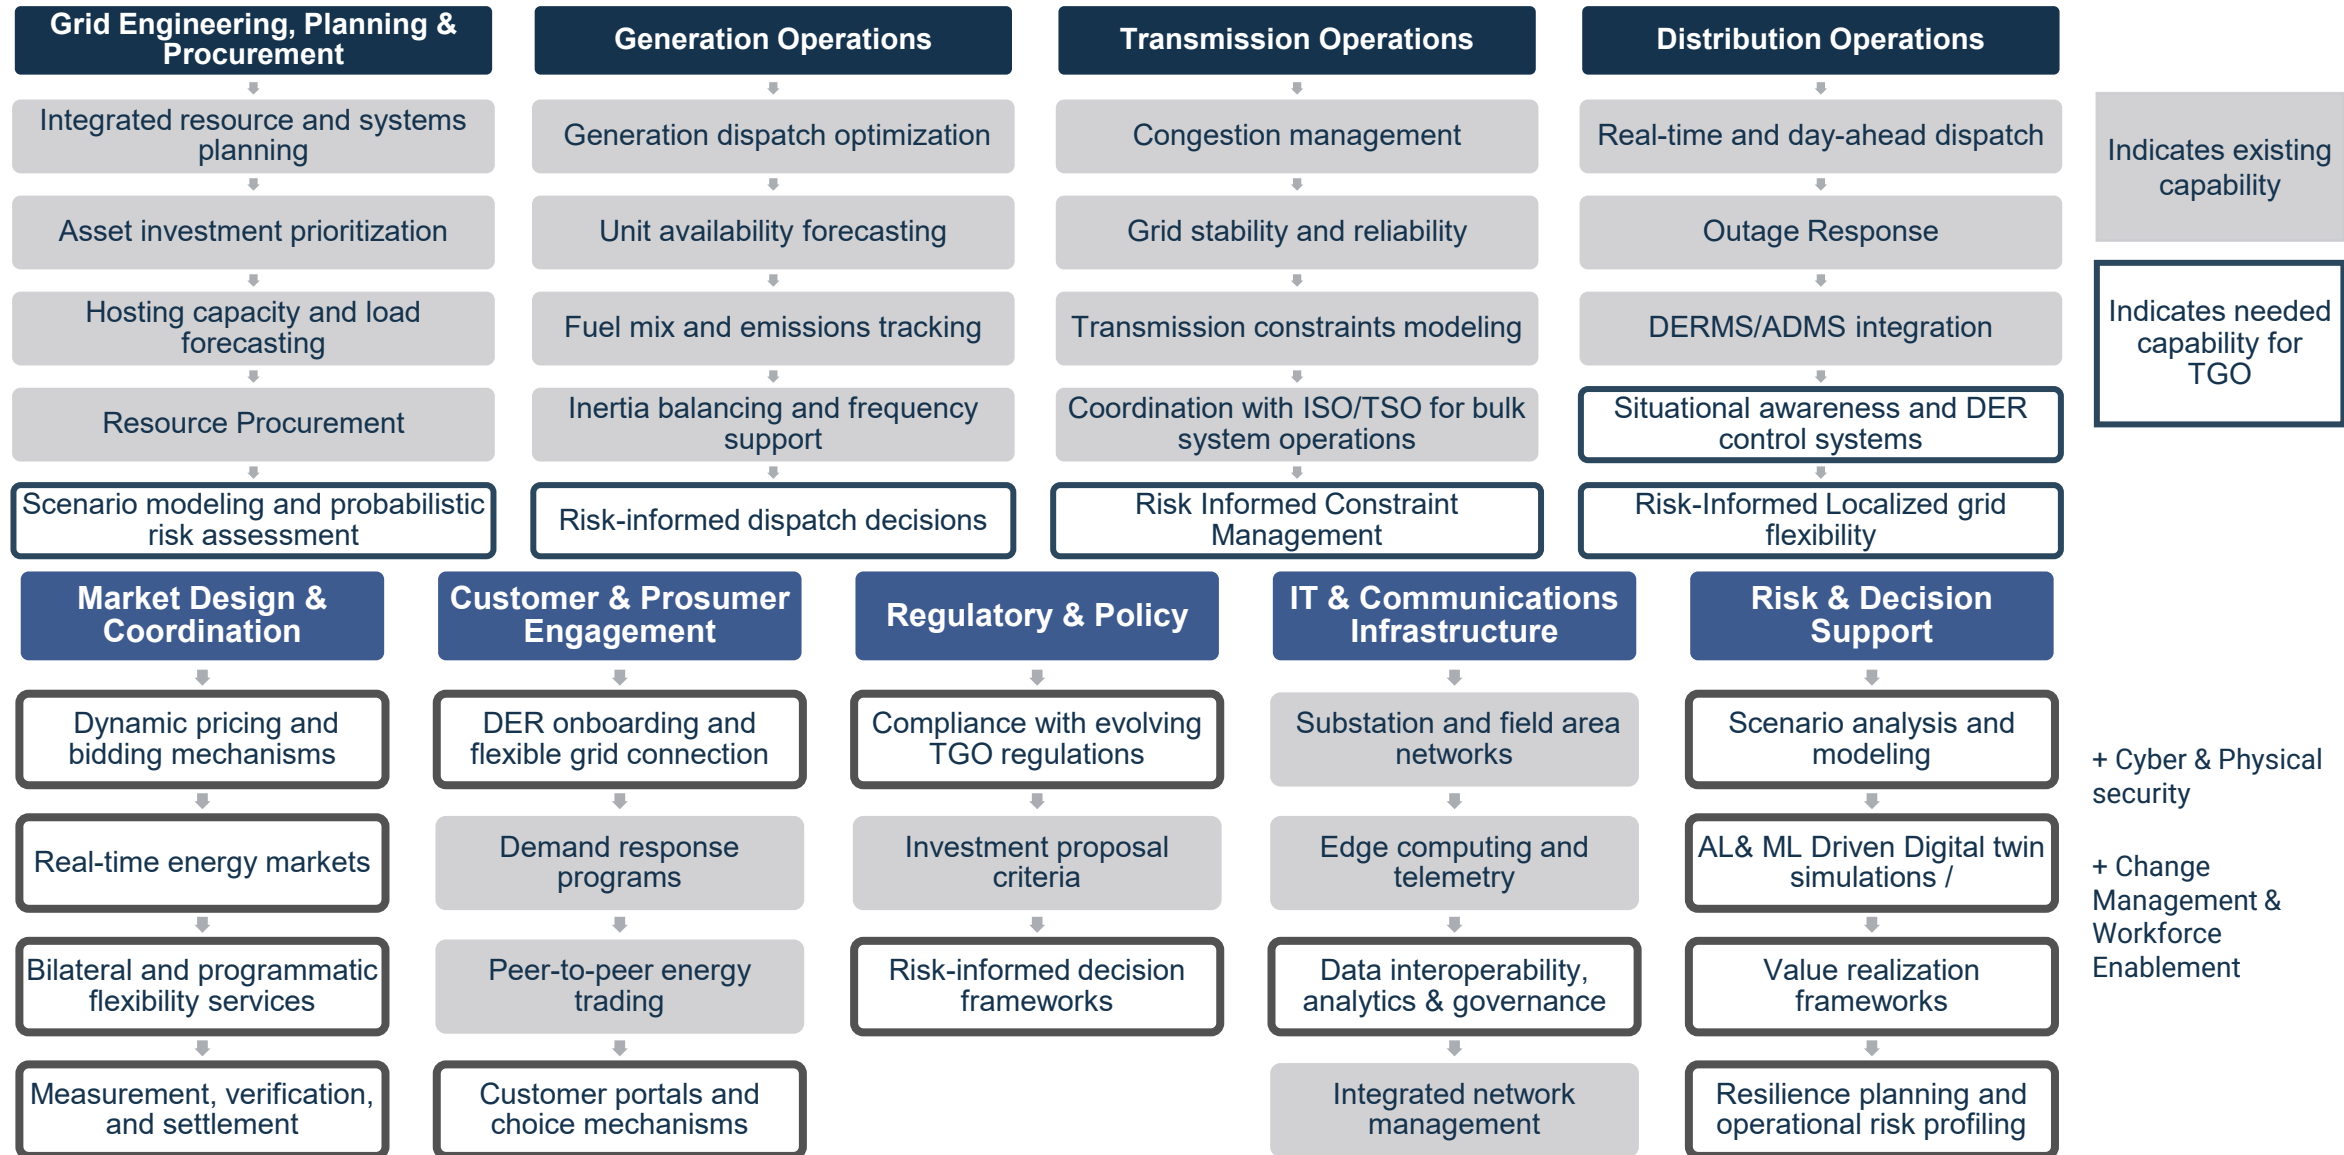 Grid Engineering, Planning &
Procurement
Integrated resource and systems
planning
Asset investment prioritization
Hosting capacity and load
forecasting
Resource Procurement
Scenario modeling and probabilistic
risk assessment
Generation Operations
Generation dispatch optimization
Unit availability forecasting
Fuel mix and emissions tracking
Inertia balancing and frequency
support
Risk-informed dispatch decisions
Transmission Operations
Congestion management
Grid stability and reliability
Transmission constraints modeling
Coordination with ISO/TSO for bulk
system operations
Risk Informed Constraint
Management
Distribution Operations
Real-time and day-ahead dispatch
Outage Response
DERMS/ADMS integration
Situational awareness and DER
control systems
Risk-Informed Localized grid
flexibility
Indicates existing
capability
Indicates needed
capability for
TGO
Market Design &
Coordination
Dynamic pricing and
bidding mechanisms
Real-time energy markets
Bilateral and programmatic
flexibility services
Measurement, verification,
and settlement
Customer & Prosumer
Engagement
DER onboarding and
flexible grid connection
Demand response
programs
Peer-to-peer energy
trading
Customer portals and
choice mechanisms
Regulatory & Policy
Compliance with evolving
TGO regulations
Investment proposal
criteria
Risk-informed decision
frameworks
IT & Communications
Infrastructure
Substation and field area
networks
Edge computing and
telemetry
Data interoperability,
analytics & governance
Integrated network
management
Risk & Decision
Support
Scenario analysis and
modeling
AL& ML Driven Digital twin
simulations /
Value realization
frameworks
Resilience planning and
operational risk profiling
+ Cyber & Physical
security
+ Change
Management &
Workforce
Enablement